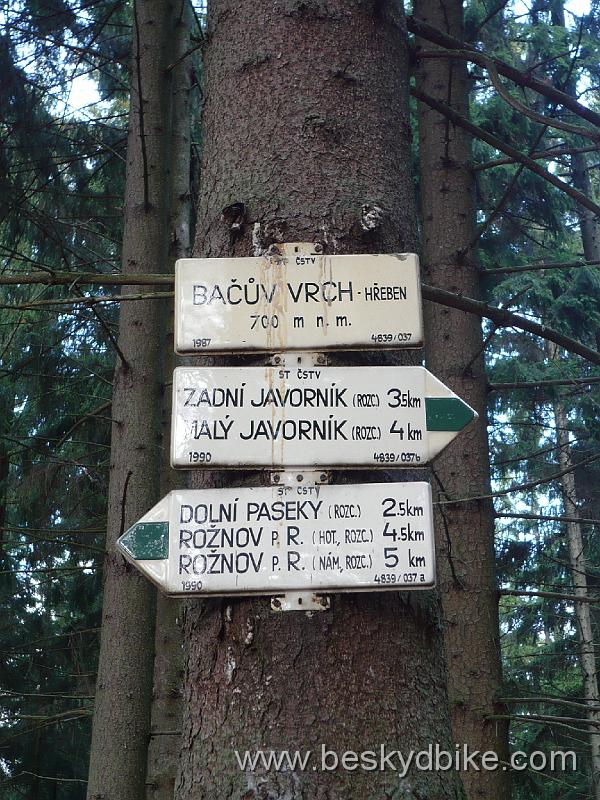 ST ČSTV
BAČŮV VRCH - HŘEBEN
700 m n. m.
1987 4839/037
ST ČSTV
ZADNÍ JAVORNÍK (ROZC.) 3.5km
MALÝ JAVORNÍK (ROZC.) 4 km
1990 4839/037b
ST ČSTV
DOLNÍ PASEKY (ROZC.) 2.5km
ROŽNOV P. R. (HOT, ROZC.) 4.5km
ROŽNOV P. R. (NÁM, ROZC.) 5 km
1990 4839/037 a
www.beskydbike.com